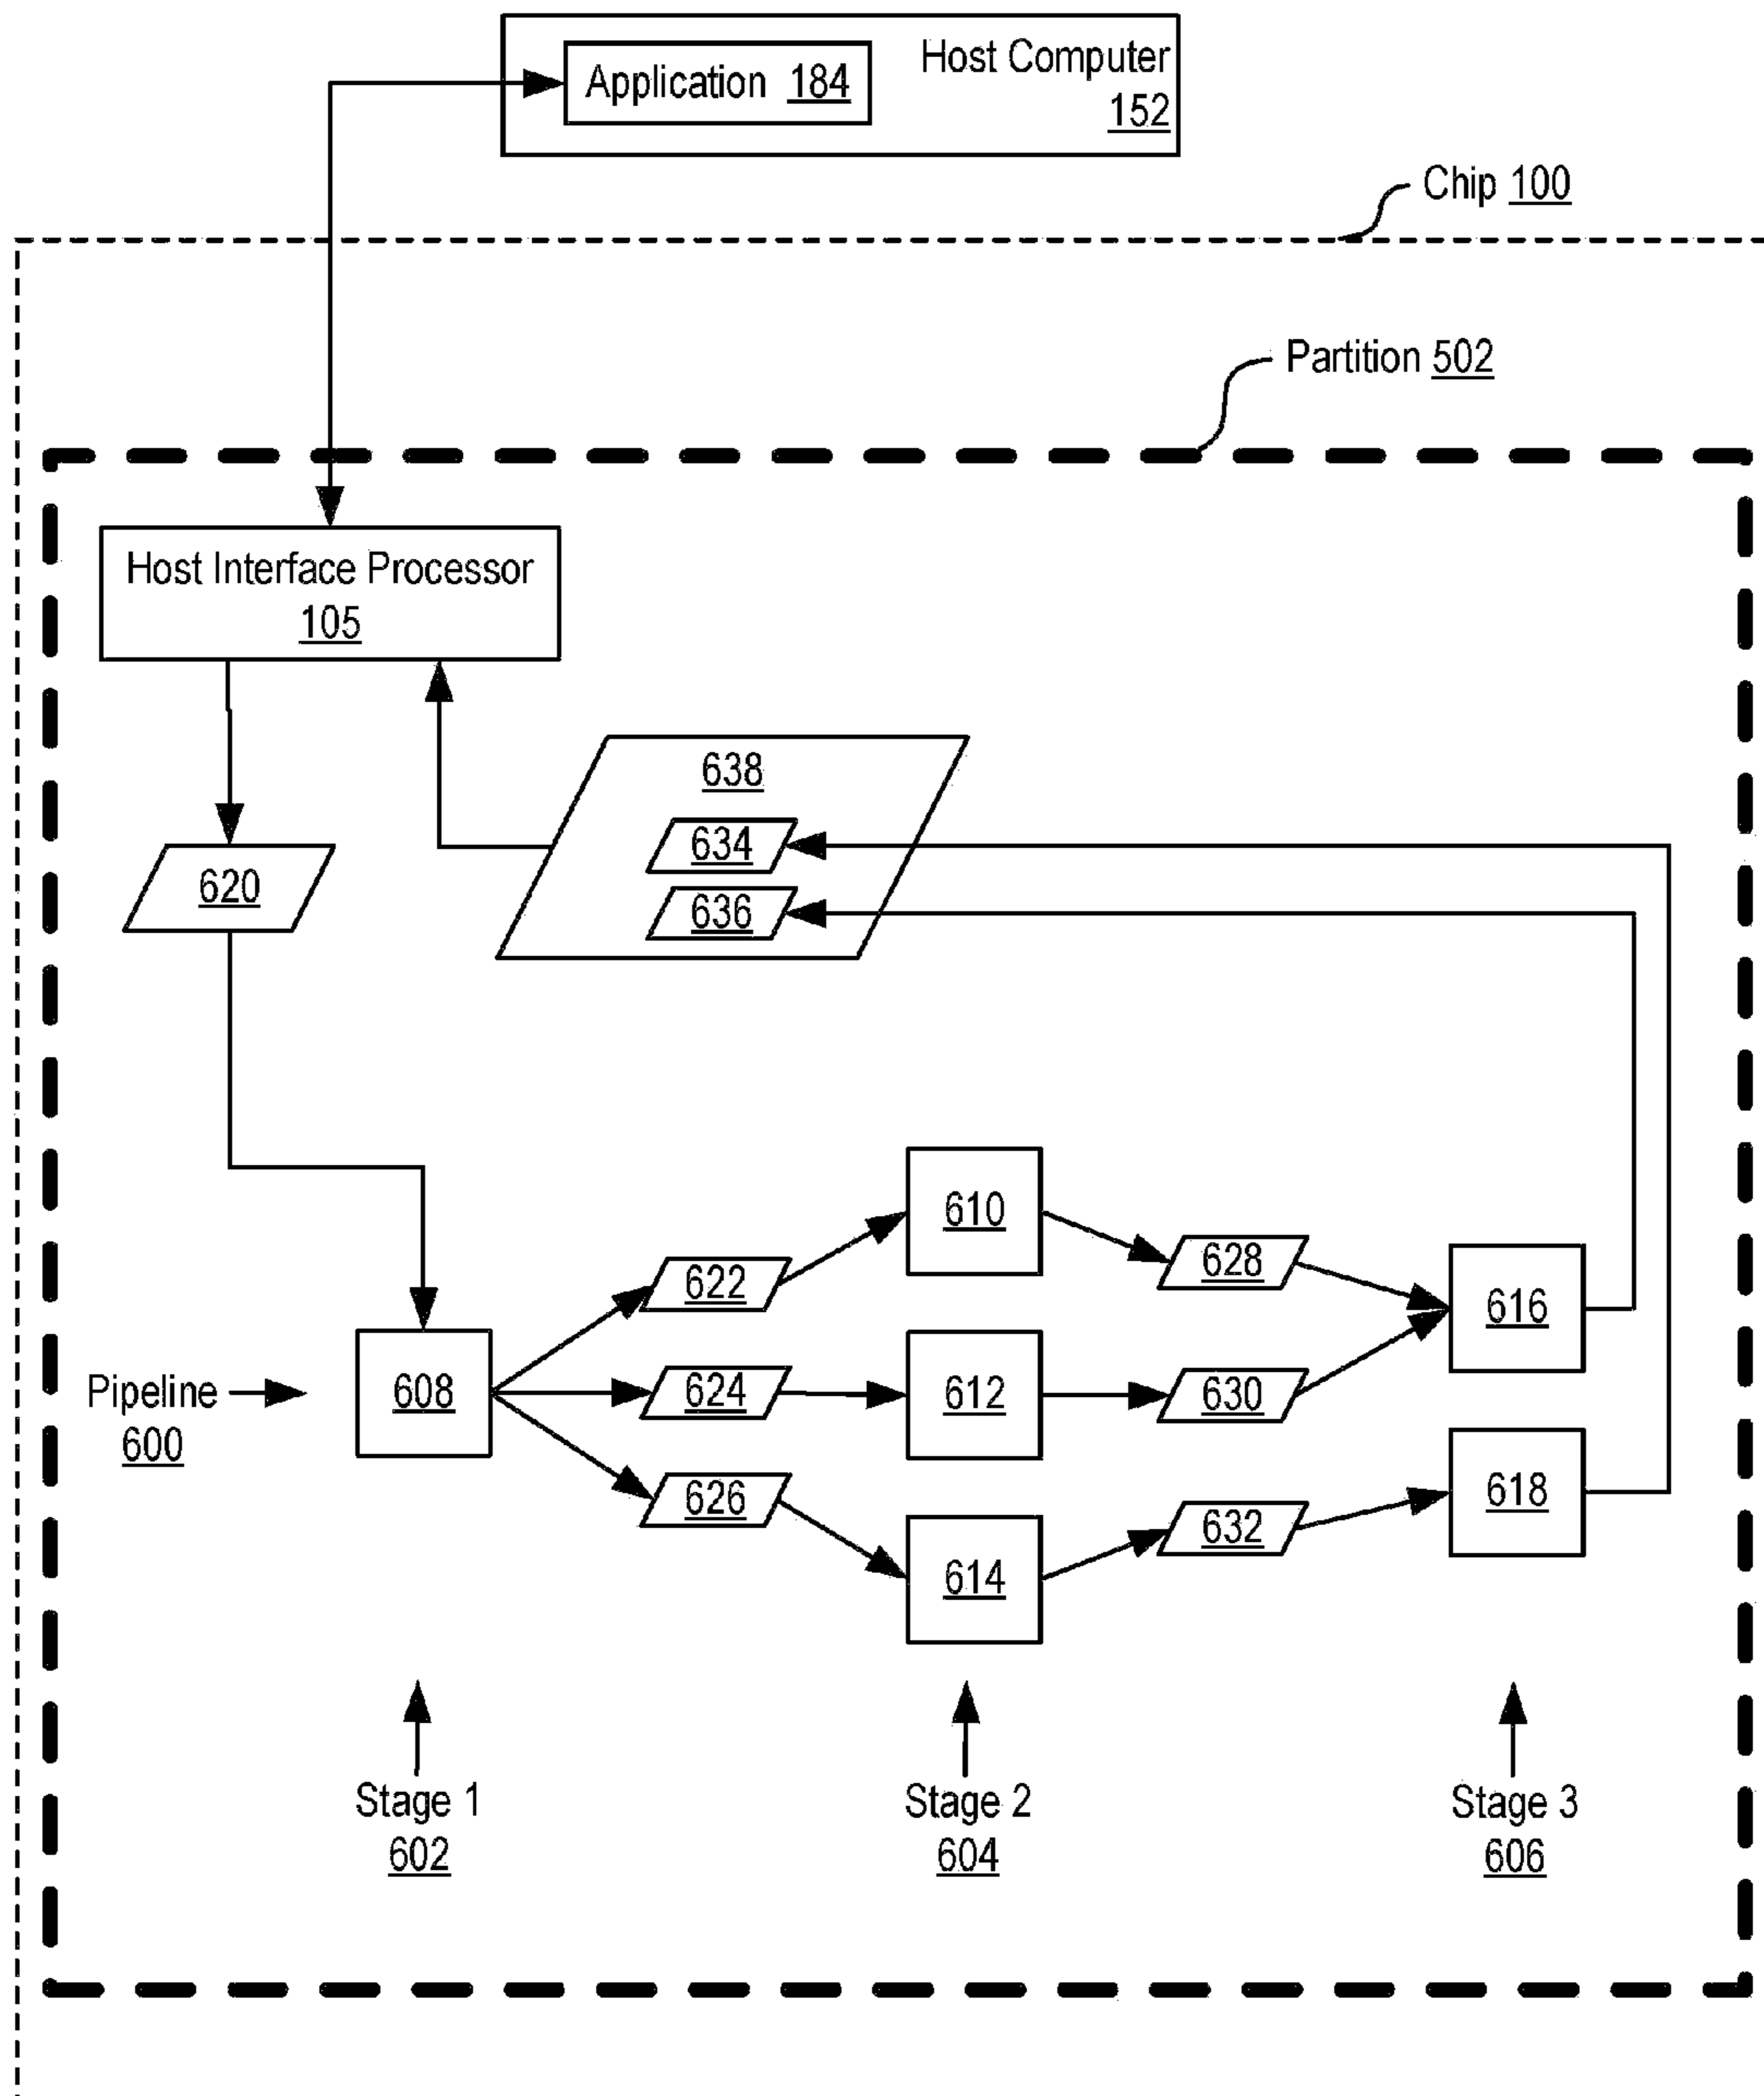 Application 184
Host Computer
152
Chip 100
Partition 502
Host Interface Processor
105
638
634
620
636
610
628
622
616
Pipeline
600
608
624
612
630
626
618
632
614
Stage 1
602
Stage 2
604
Stage 3
606